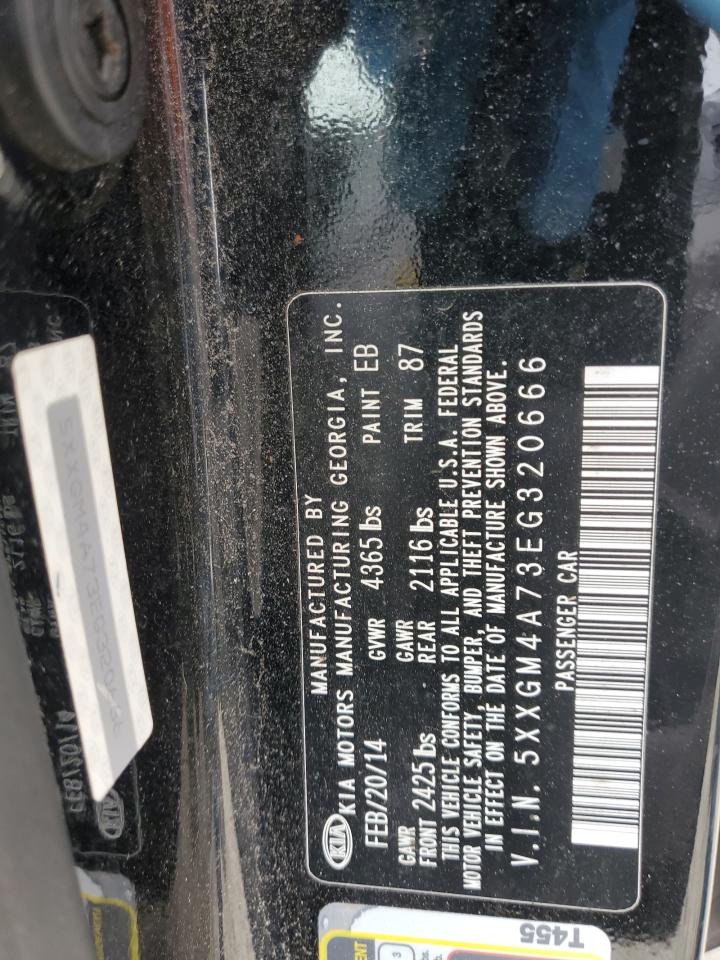 KIA
MANUFACTURED BY
KIA MOTORS MANUFACTURING GEORGIA, INC.
FEB/20/14 GVWR 4365 lbs PAINT EB
GAWR FRONT 2425 lbs GAWR REAR 2116 lbs TRIM 87
THIS VEHICLE CONFORMS TO ALL APPLICABLE U.S.A. FEDERAL
MOTOR VEHICLE SAFETY, BUMPER, AND THEFT PREVENTION STANDARDS
IN EFFECT ON THE DATE OF MANUFACTURE SHOWN ABOVE.
V.I.N. 5XXGM4A73EG320666
PASSENGER CAR
T455